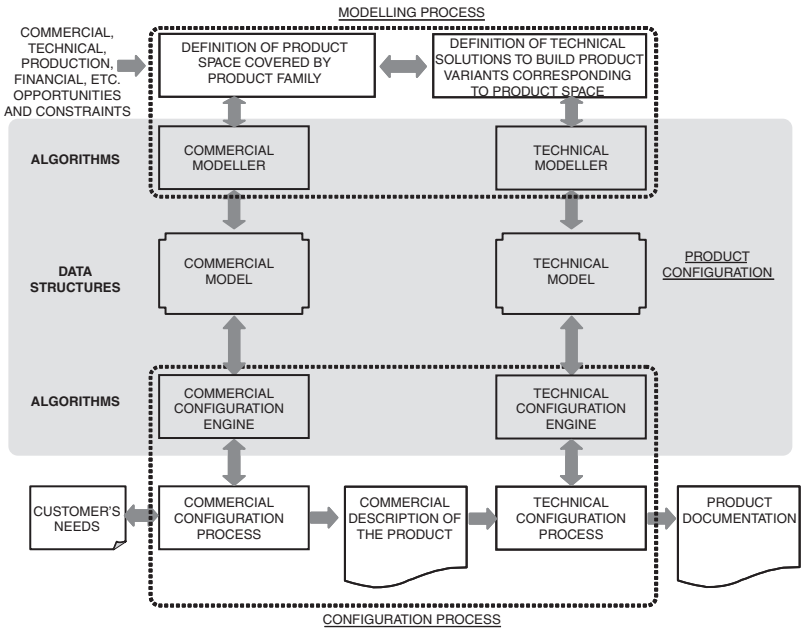 MODELLING PROCESS
COMMERCIAL,
TECHNICAL,
PRODUCTION,
FINANCIAL, ETC.
OPPORTUNITIES
AND CONSTRAINTS
DEFINITION OF PRODUCT
SPACE COVERED BY
PRODUCT FAMILY
DEFINITION OF TECHNICAL
SOLUTIONS TO BUILD PRODUCT
VARIANTS CORRESPONDING
TO PRODUCT SPACE
ALGORITHMS
COMMERCIAL
MODELLER
TECHNICAL
MODELLER
DATA
STRUCTURES
COMMERCIAL
MODEL
TECHNICAL
MODEL
PRODUCT
CONFIGURATION
ALGORITHMS
COMMERCIAL
CONFIGURATION
ENGINE
TECHNICAL
CONFIGURATION
ENGINE
CUSTOMER'S
NEEDS
COMMERCIAL
CONFIGURATION
PROCESS
COMMERCIAL
DESCRIPTION OF
THE PRODUCT
TECHNICAL
CONFIGURATION
PROCESS
PRODUCT
DOCUMENTATION
CONFIGURATION PROCESS